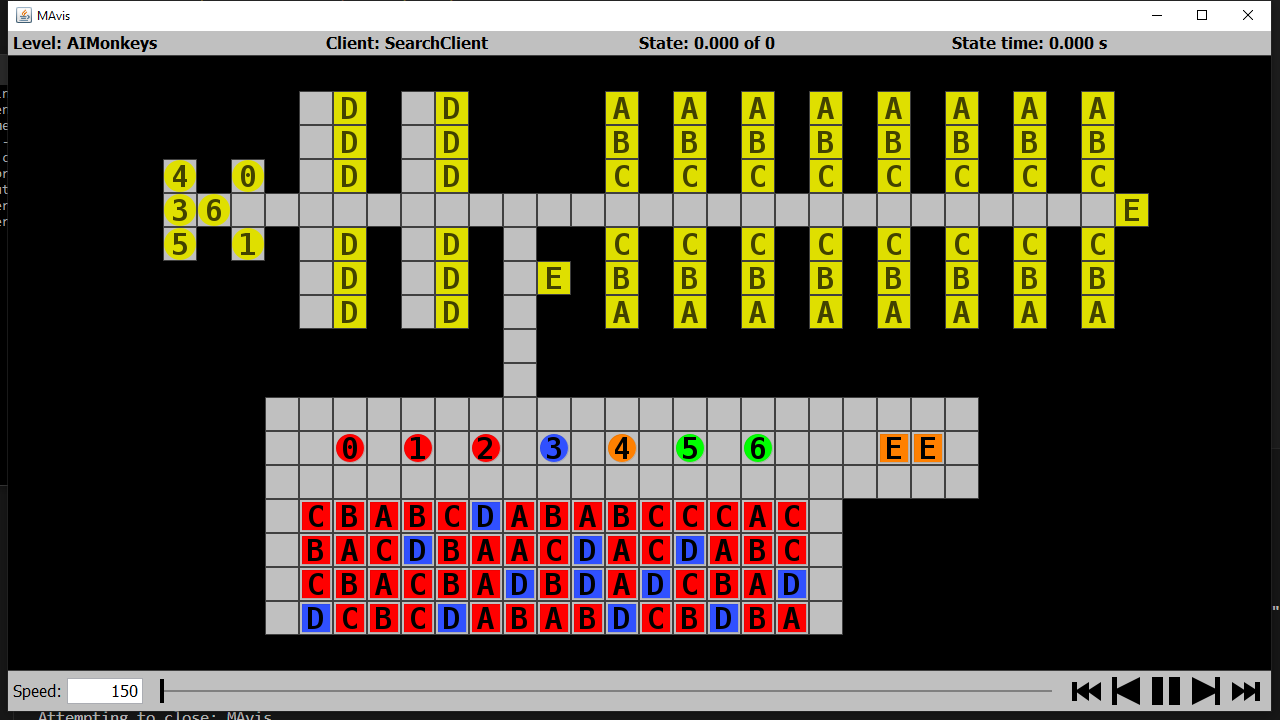 MAvis
Level: AIMonkeys Client: SearchClient State: 0.000 of 0 State time: 0.000 s
D D A A A A A A A A
D D B B B B B B B B
4 0 D D C C C C C C C C
3 6 E
5 1 D D C C C C C C C C
D D E B B B B B B B B
D D A A A A A A A A
0 1 2 3 4 5 6 E E
C B A B C D A B A B C C C A C
B A C D B A A C D A C D A B C
C B A C B A D B D A D C B A D
D C B C D A B A B D C B D B A
Speed: 150
Attempting to close: MAvis